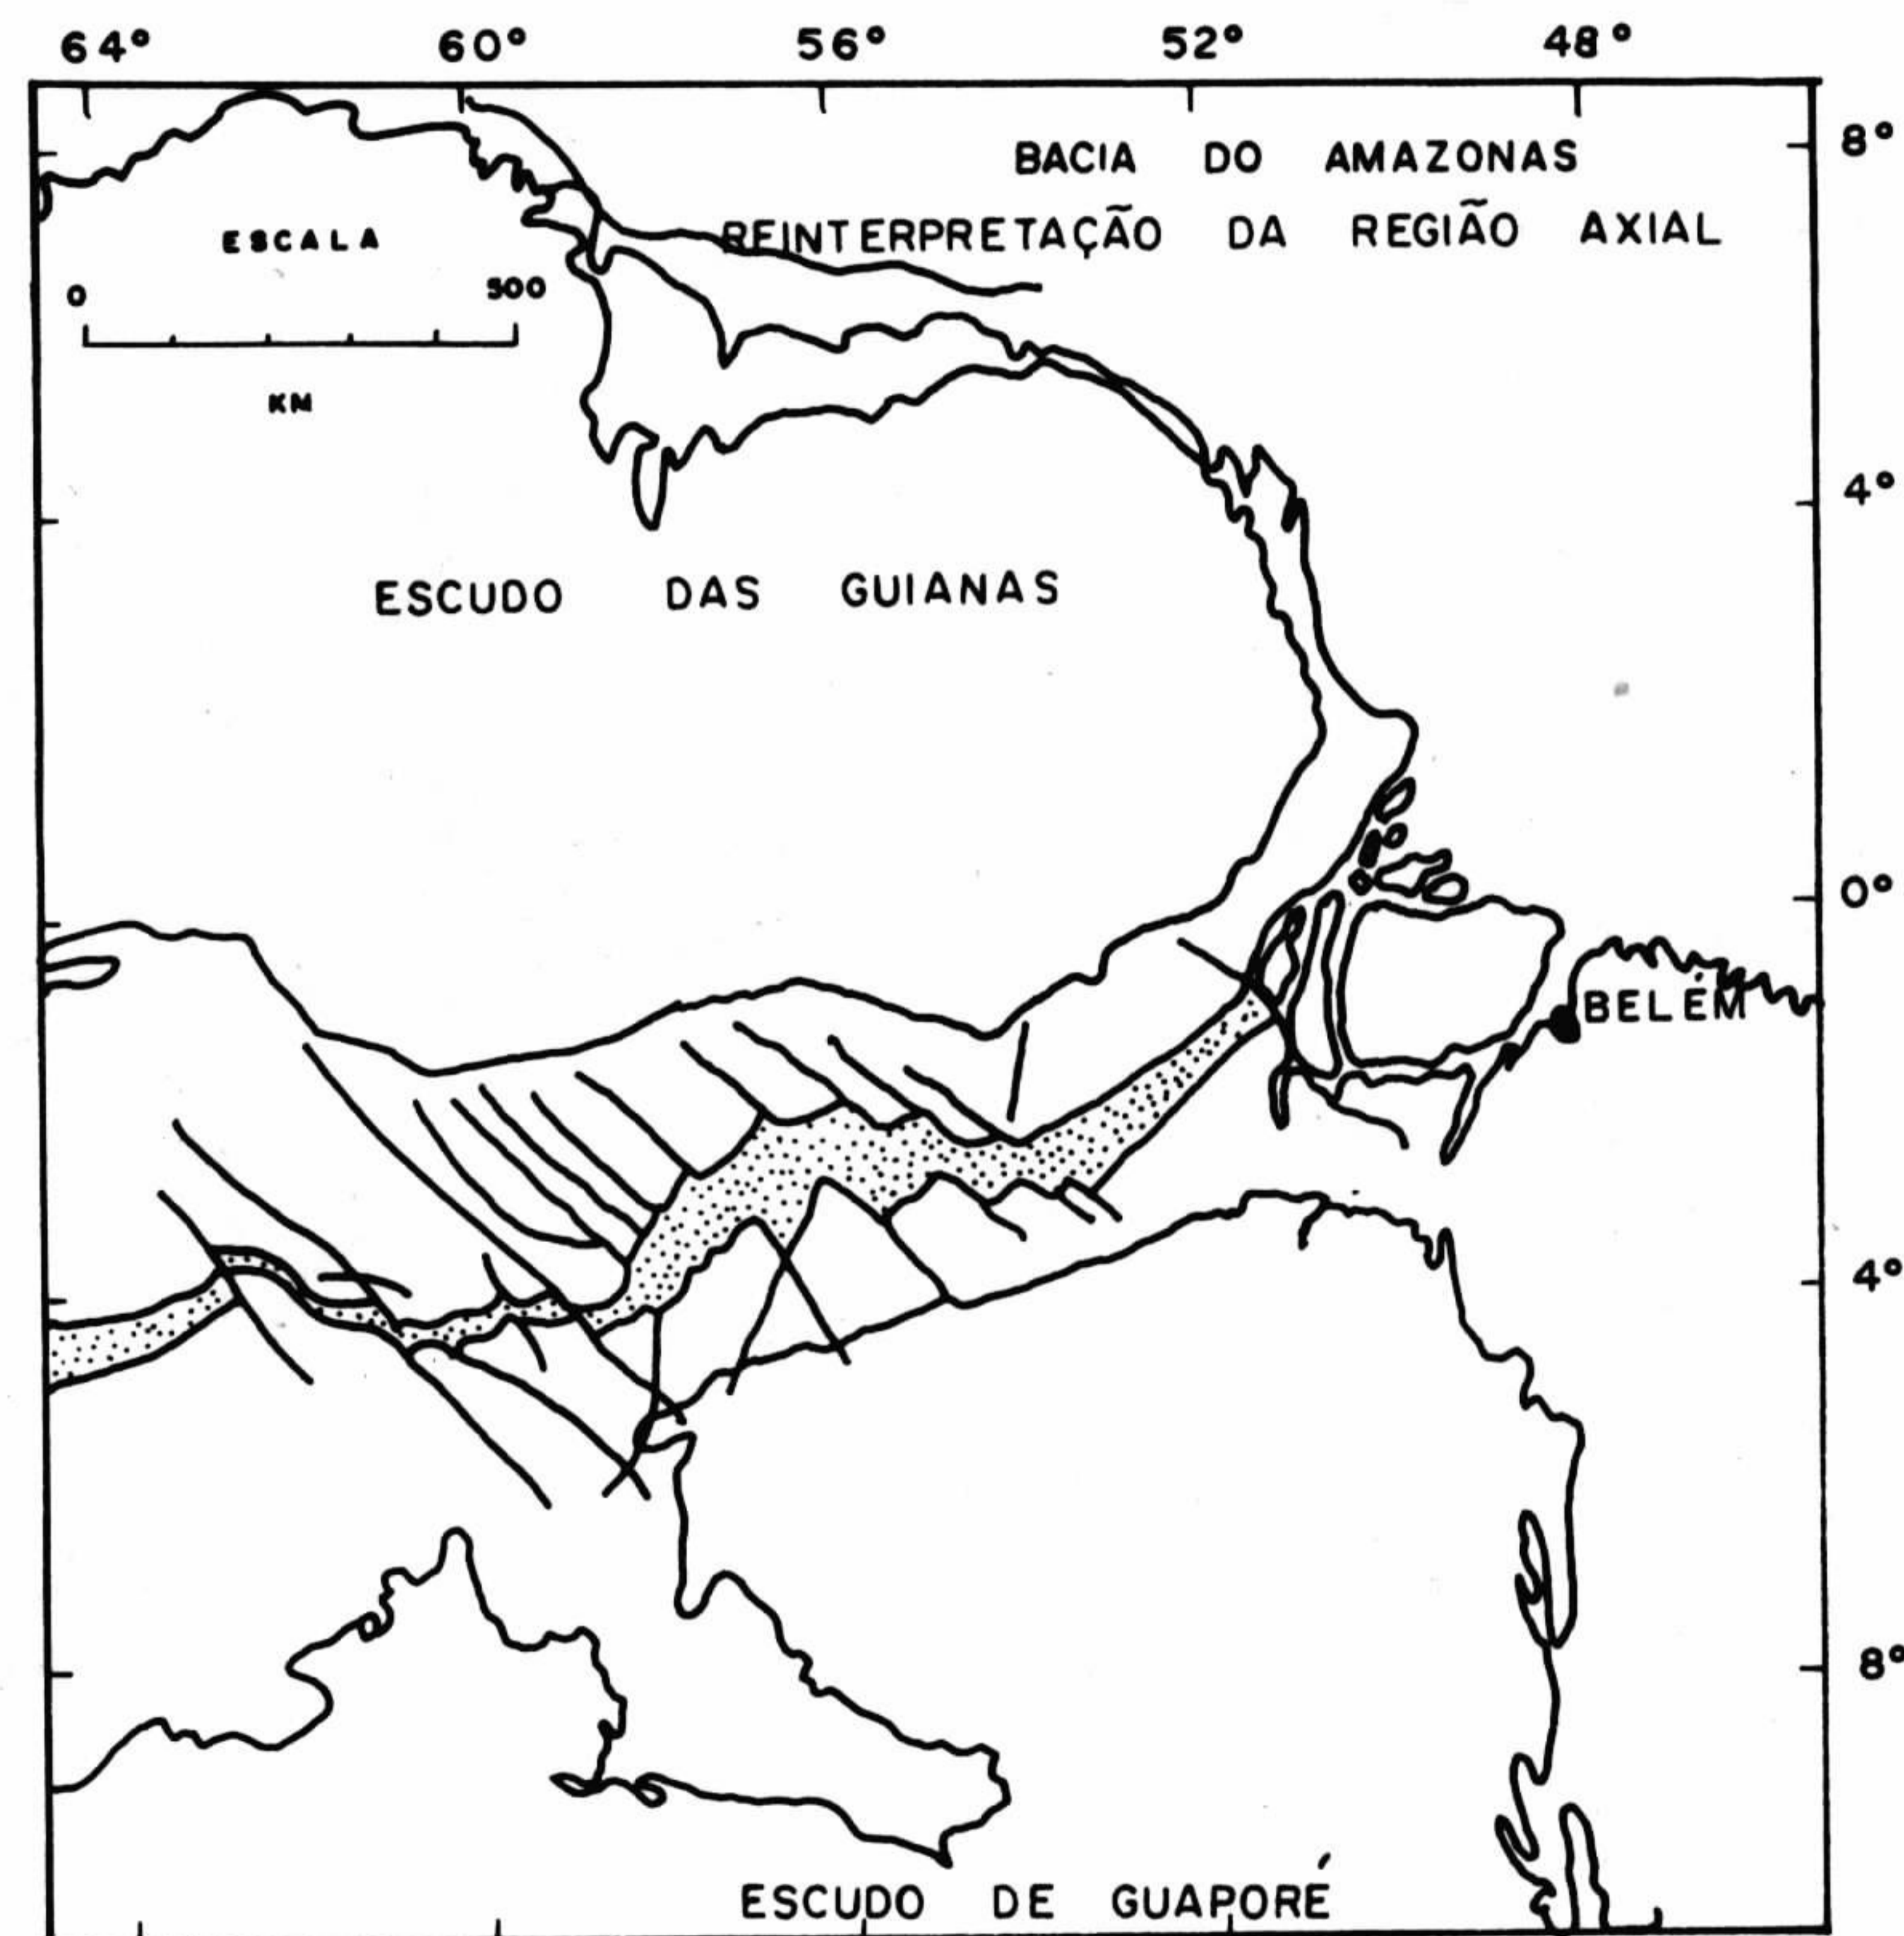 64° 60° 56° 52° 48°
BACIA DO AMAZONAS
REINTERPRETAÇÃO DA REGIÃO AXIAL
8°
ESCALA
0 500
KM
4°
ESCUDO DAS GUIANAS
0°
BELÉM
4°
8°
ESCUDO DE GUAPORÉ